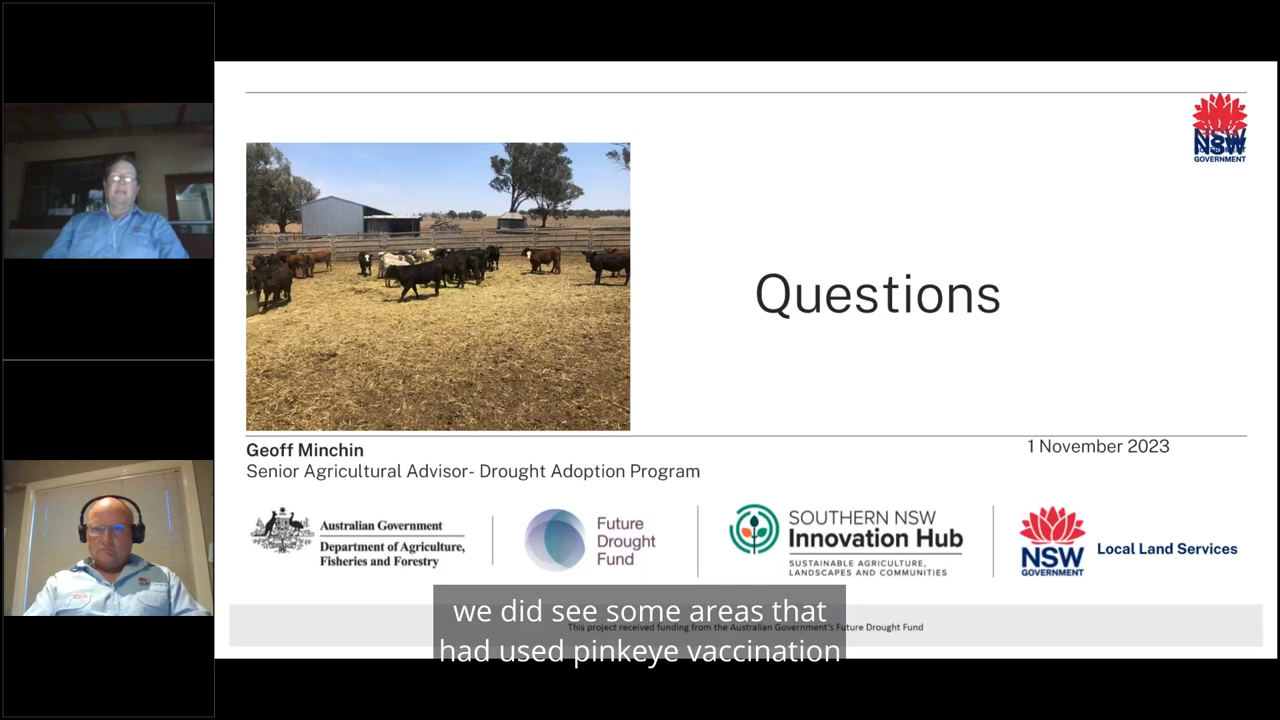 NSW
GOVERNMENT
Questions
Geoff Minchin
Senior Agricultural Advisor- Drought Adoption Program
1 November 2023
Australian Government
Department of Agriculture,
Fisheries and Forestry
Future
Drought
Fund
SOUTHERN NSW
Innovation Hub
SUSTAINABLE AGRICULTURE,
LANDSCAPES AND COMMUNITIES
NSW
GOVERNMENT
Local Land Services
This project received funding from the Australian Government's Future Drought Fund
we did see some areas that
had used pinkeye vaccination